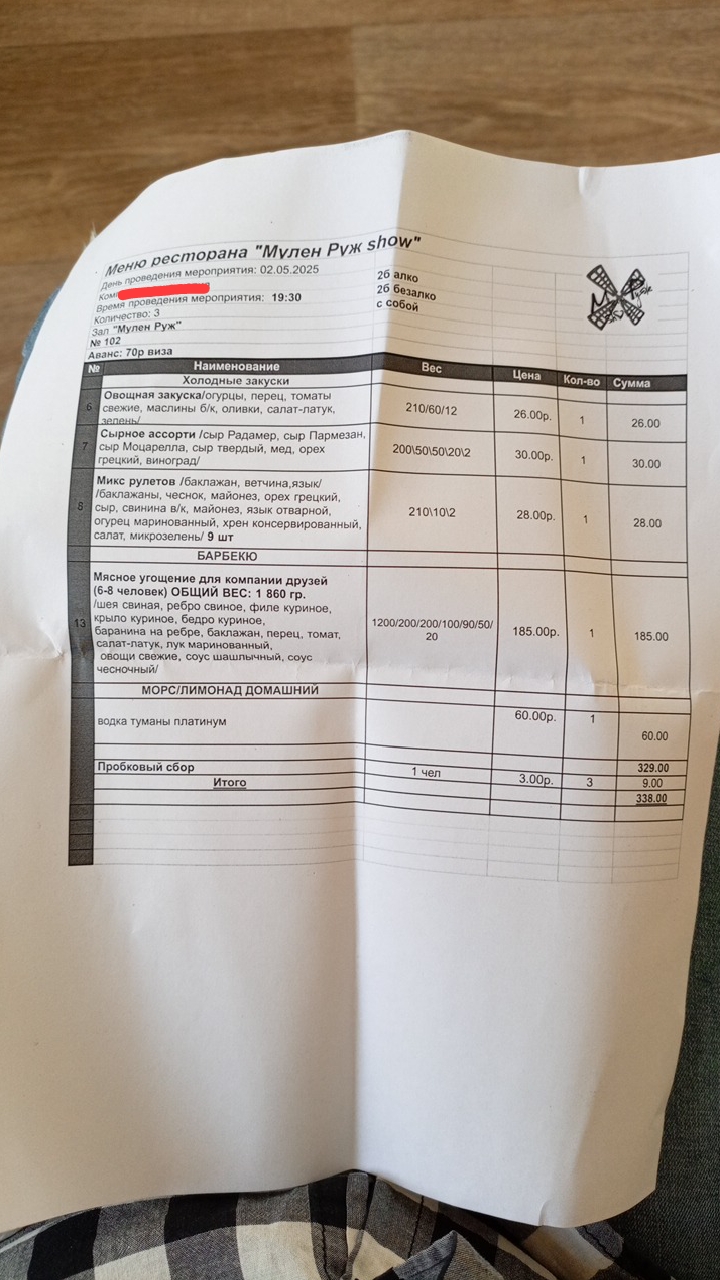 Меню ресторана "Мулен Руж show"
День проведения мероприятия: 02.05.2025
Время проведения мероприятия: 19:30
Количество: 3
Зал "Мулен Руж"
№ 102
Аванс: 70р виза
2б алко
2б безалко
с собой
№ Наименование Вес Цена Кол-во Сумма
Холодные закуски
6 Овощная закуска/огурцы, перец, томаты 210/60/12 26.00р. 1 26.00
свежие, маслины б/к, оливки, салат-латук,
зелень/
7 Сырное ассорти /сыр Радамер, сыр Пармезан, 200\50\50\20\2 30.00р. 1 30.00
сыр Моцарелла, сыр твердый, мед, орех
грецкий, виноград/
8 Микс рулетов /баклажан, ветчина,язык/ 210\10\2 28.00р. 1 28.00
/баклажаны, чеснок, майонез, орех грецкий,
сыр, свинина в/к, майонез, язык отварной,
огурец маринованный, хрен консервированный,
салат, микрозелень/ 9 шт
БАРБЕКЮ
13 Мясное угощение для компании друзей 1200/200/200/100/90/50/ 185.00р. 1 185.00
(6-8 человек) ОБЩИЙ ВЕС: 1 860 гр. 20
/шея свиная, ребро свиное, филе куриное,
крыло куриное, бедро куриное,
баранина на ребре, баклажан, перец, томат,
салат-латук, лук маринованный,
овощи свежие, соус шашлычный, соус
чесночный/
МОРС/ЛИМОНАД ДОМАШНИЙ
водка туманы платинум 60.00р. 1 60.00
329.00
Пробковый сбор 1 чел 3.00р. 3 9.00
Итого 338.00